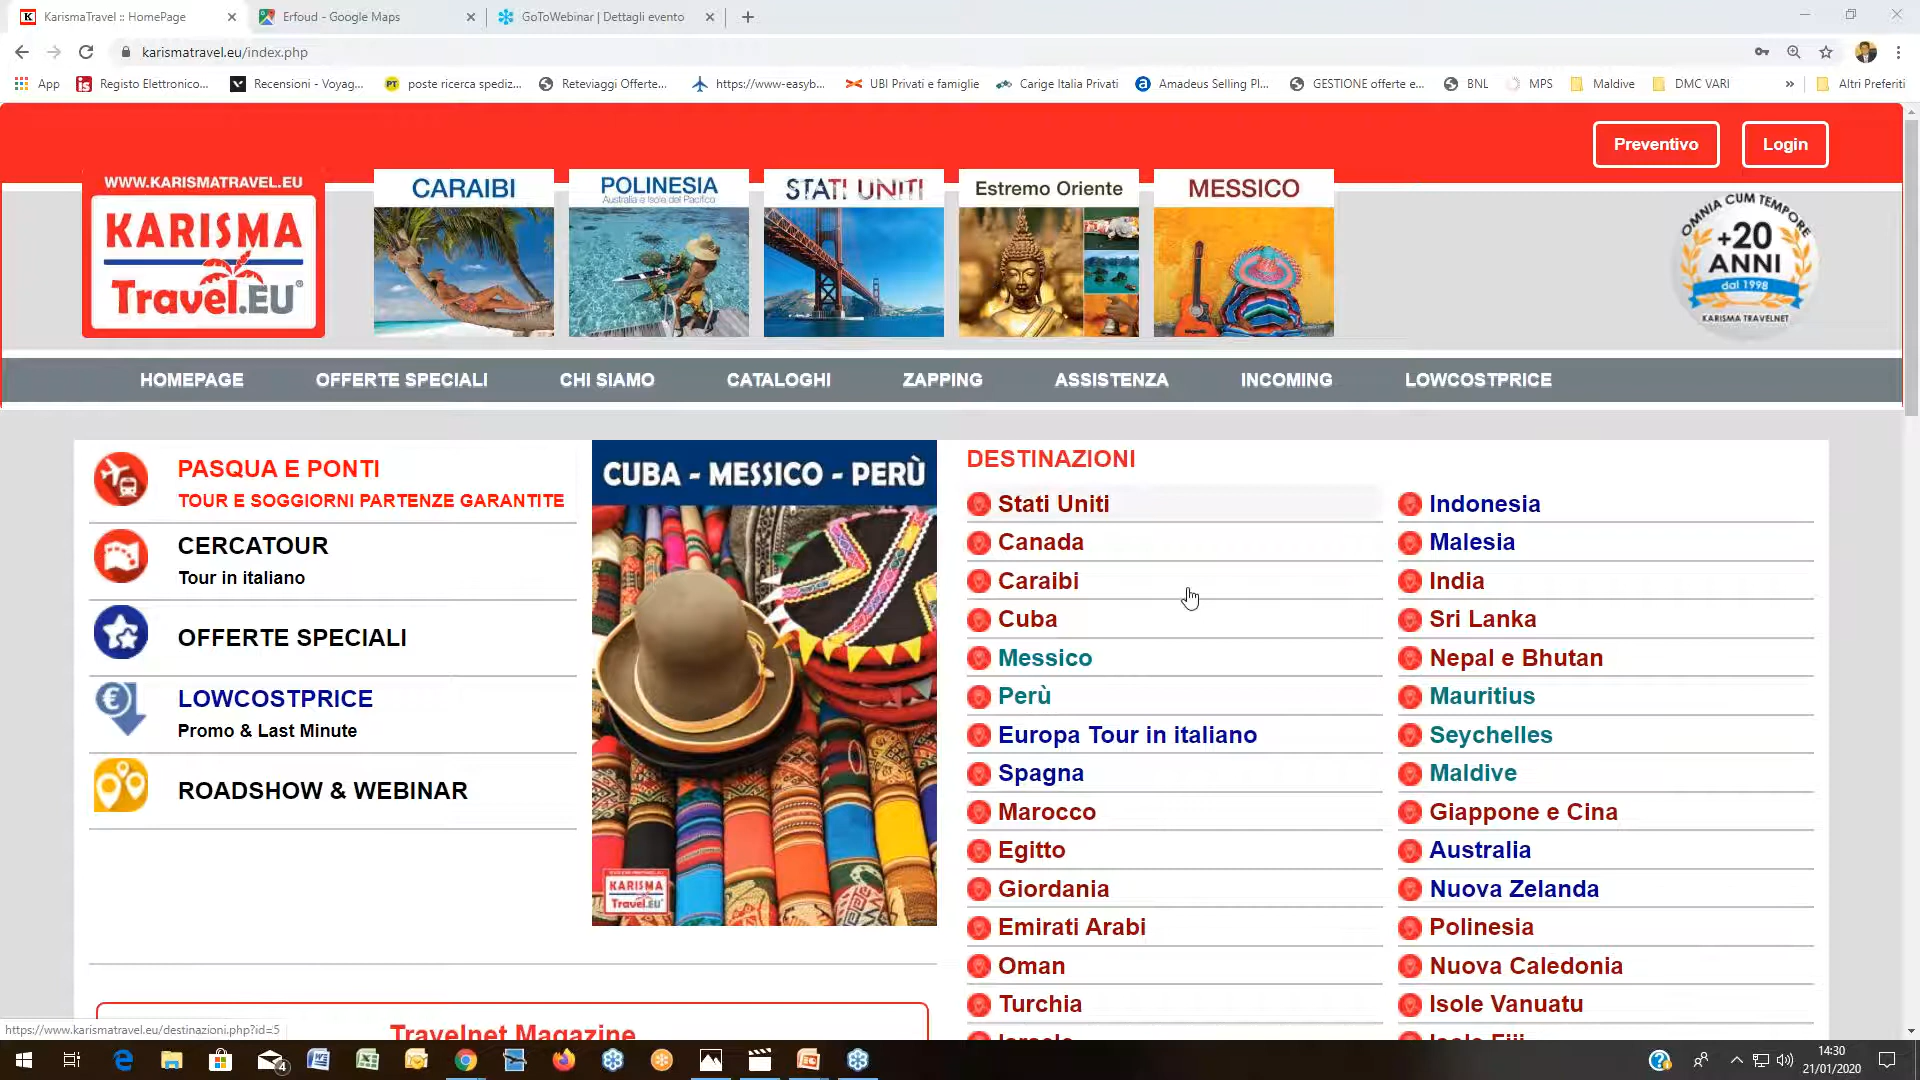 KarismaTravel :: HomePage
Erfoud - Google Maps
GoToWebinar | Dettagli evento
karismatravel.eu/index.php
App
Registo Elettronico...
Recensioni - Voyag...
poste ricerca spediz...
Reteviaggi Offerte...
https://www-easyb...
UBI Privati e famiglie
Carige Italia Privati
Amadeus Selling Pl...
GESTIONE offerte e...
BNL
MPS
Maldive
DMC VARI
»
Altri Preferiti
Preventivo
Login
WWW.KARISMATRAVEL.EU
KARISMA
Travel.EU®
CARAIBI
POLINESIA
Australia e Isole del Pacifico
STATI UNITI
Estremo Oriente
MESSICO
OMNIA CUM TEMPORE
+20
ANNI
dal 1998
KARISMA TRAVELNET
HOMEPAGE
OFFERTE SPECIALI
CHI SIAMO
CATALOGHI
ZAPPING
ASSISTENZA
INCOMING
LOWCOSTPRICE
PASQUA E PONTI
TOUR E SOGGIORNI PARTENZE GARANTITE
CERCATOUR
Tour in italiano
OFFERTE SPECIALI
LOWCOSTPRICE
Promo & Last Minute
ROADSHOW & WEBINAR
CUBA - MESSICO - PERÙ
KARISMA
Travel.EU
Travelnet Magazine
DESTINAZIONI
Stati Uniti
Canada
Caraibi
Cuba
Messico
Perù
Europa Tour in italiano
Spagna
Marocco
Egitto
Giordania
Emirati Arabi
Oman
Turchia
Israele
Indonesia
Malesia
India
Sri Lanka
Nepal e Bhutan
Mauritius
Seychelles
Maldive
Giappone e Cina
Australia
Nuova Zelanda
Polinesia
Nuova Caledonia
Isole Vanuatu
Isole Fiji
https://www.karismatravel.eu/destinazioni.php?id=5
4
14:30
21/01/2020